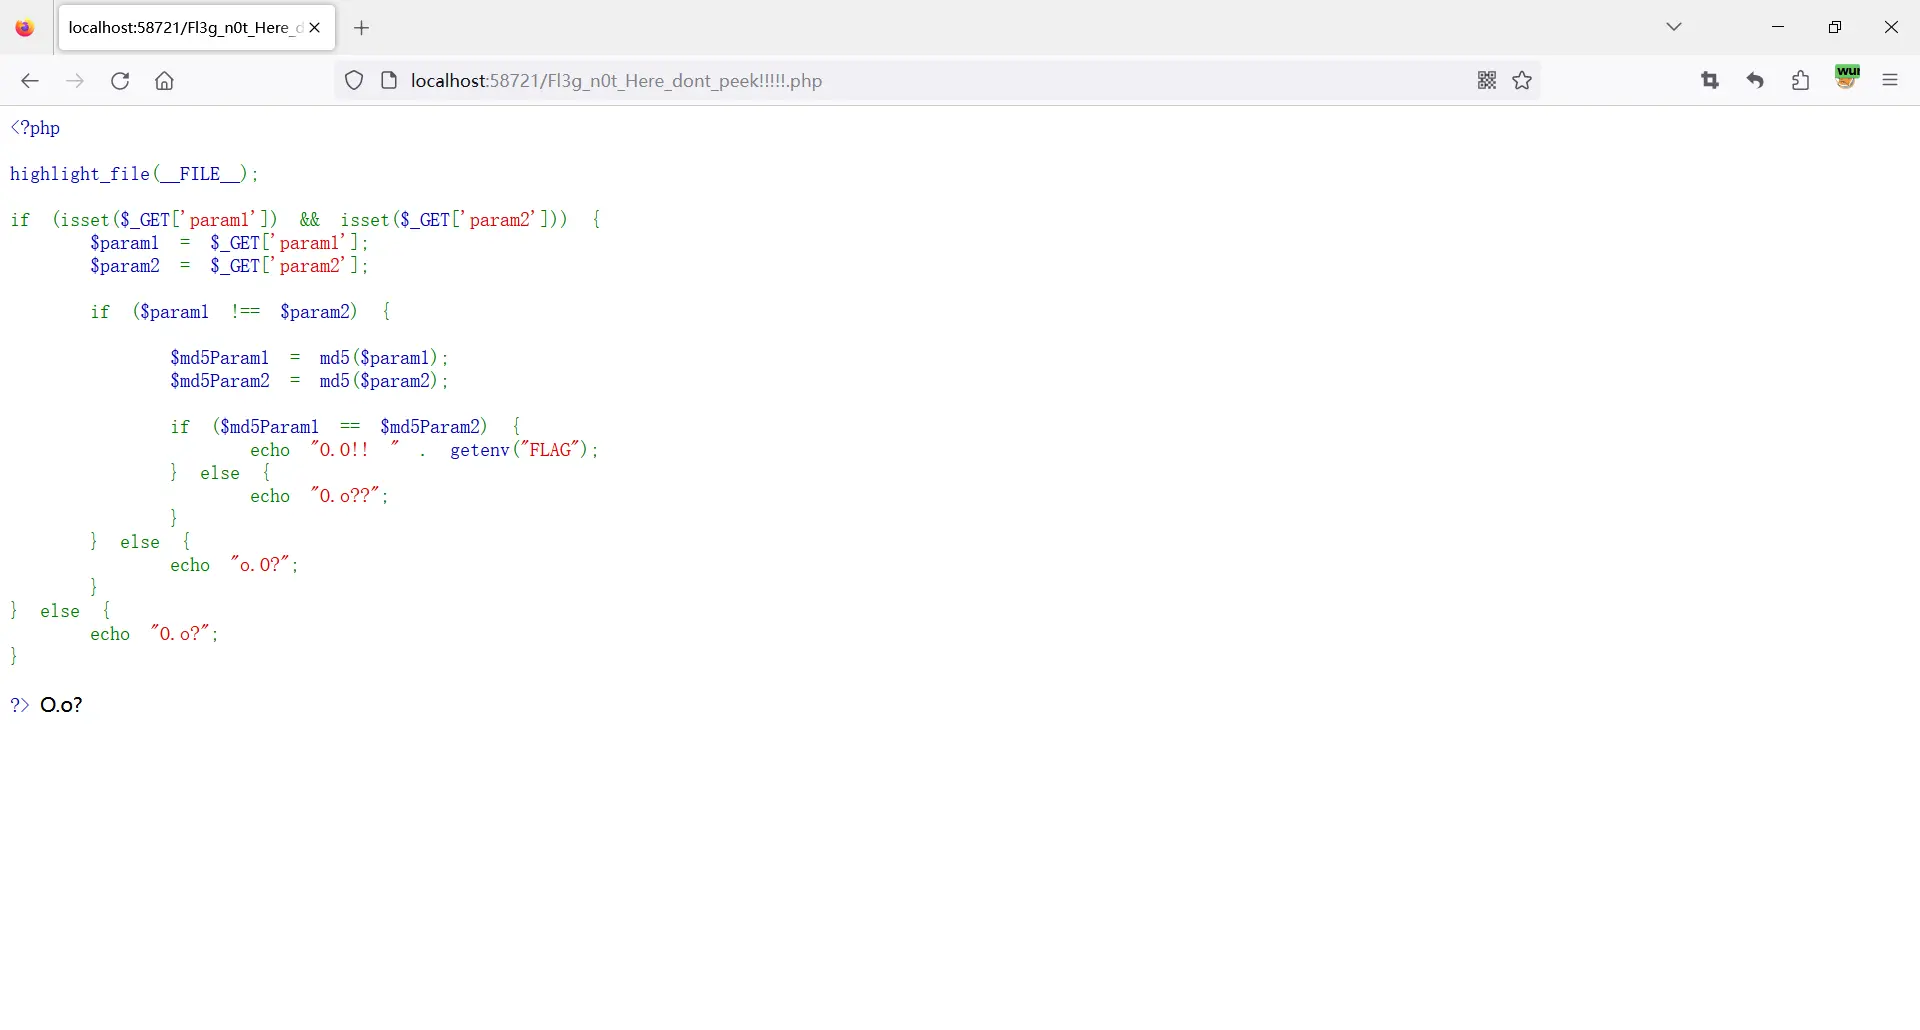 localhost:58721/Fl3g_n0t_Here_d
localhost:58721/Fl3g_n0t_Here_dont_peek!!!!!.php
wur
<?php
highlight_file(__FILE__);
if (isset($_GET['param1']) && isset($_GET['param2'])) {
$param1 = $_GET['param1'];
$param2 = $_GET['param2'];
if ($param1 !== $param2) {
$md5Param1 = md5($param1);
$md5Param2 = md5($param2);
if ($md5Param1 == $md5Param2) {
echo "O.O!! " . getenv("FLAG");
} else {
echo "O.o??";
}
} else {
echo "o.O?";
}
} else {
echo "O.o?";
}
?> O.o?